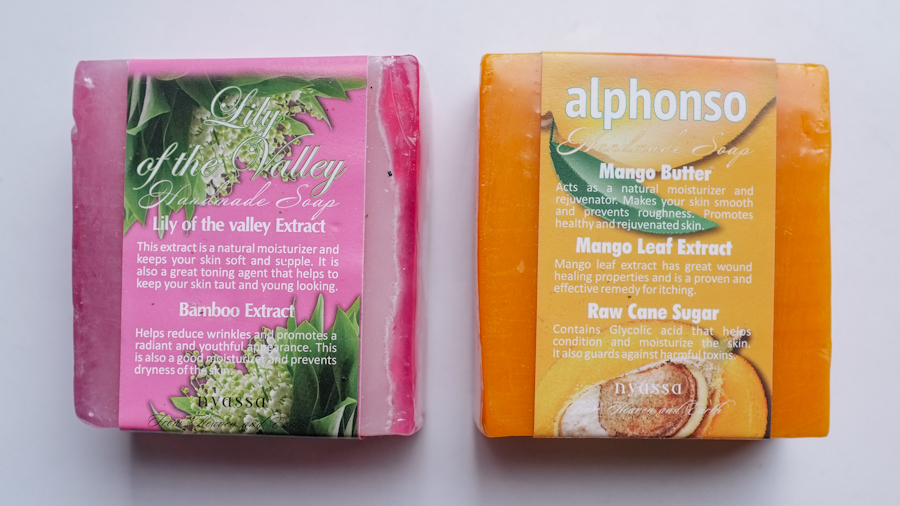 Lily
of the Valley
Handmade Soap
Lily of the valley Extract
This extract is a natural moisturizer and
keeps your skin soft and supple. It is
also a great toning agent that helps to
keep your skin taut and young looking.
Bamboo Extract
Helps reduce wrinkles and promotes a
radiant and youthful appearance. This
is also a good moisturizer and prevents
dryness of the skin.
nyassa
alphonso
Handmade Soap
Mango Butter
Acts as a natural moisturizer and
rejuvenator. Makes your skin smooth
and prevents roughness. Promotes
healthy and rejuvenated skin.
Mango Leaf Extract
Mango leaf extract has great wound
healing properties and is a proven and
effective remedy for itching.
Raw Cane Sugar
Contains Glycolic acid that helps
condition and moisturize the skin.
It also guards against harmful toxins.
nyassa
Heaven and Earth